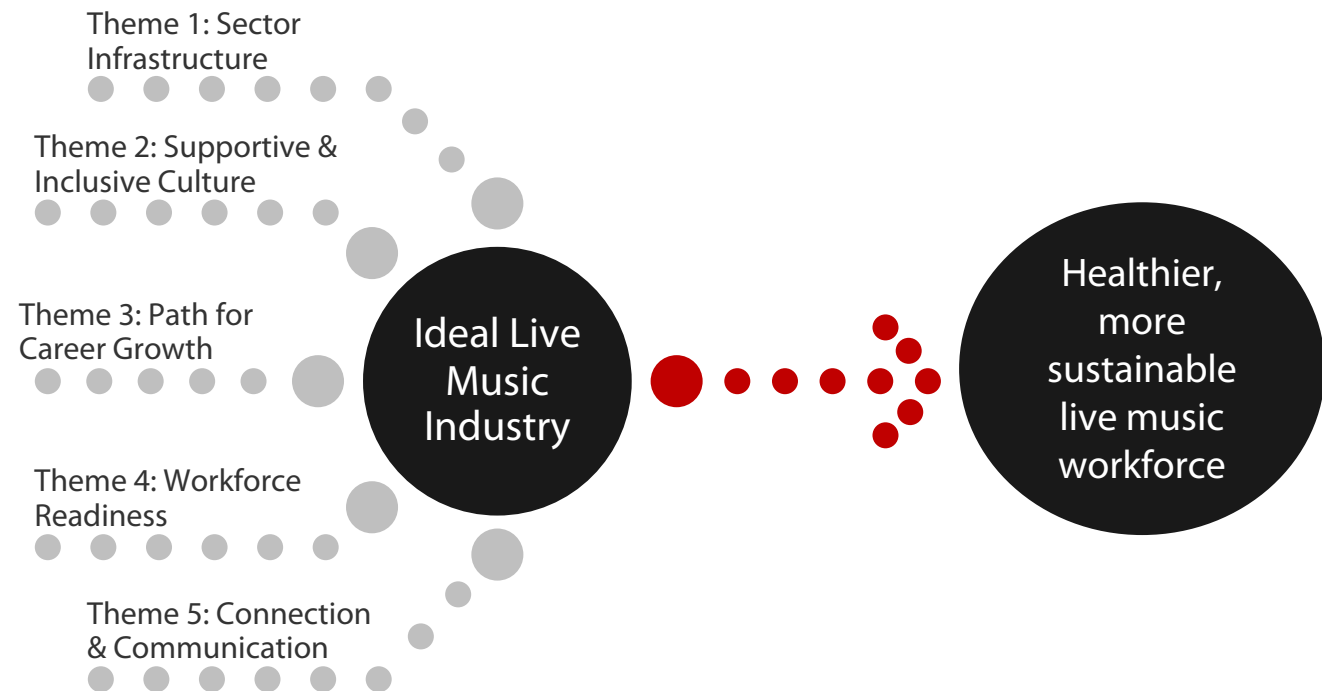 Theme 1: Sector
Infrastructure
Theme 2: Supportive &
Inclusive Culture
Theme 3: Path for
Career Growth
Theme 4: Workforce
Readiness
Theme 5: Connection
& Communication
Ideal Live
Music
Industry
Healthier,
more
sustainable
live music
workforce